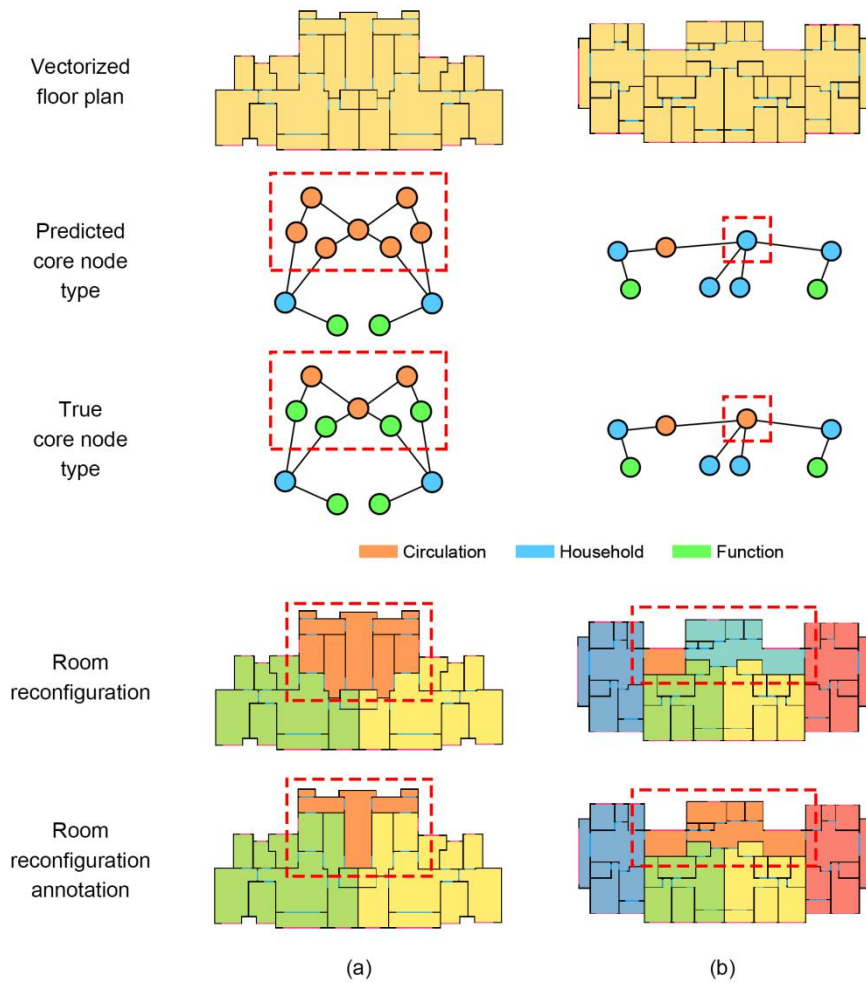 Vectorized
floor plan
Predicted
core node
type
True
core node
type
Circulation
Household
Function
Room
reconfiguration
Room
reconfiguration
annotation
(a)
(b)